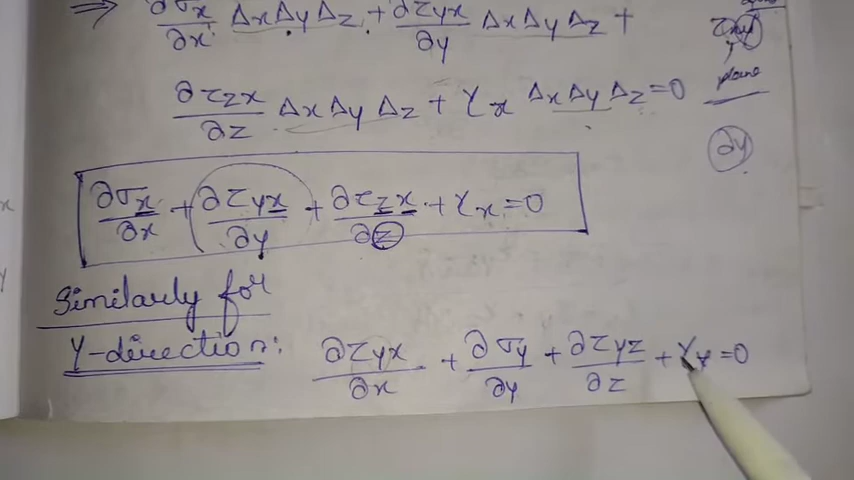 ⇒ ∂σx/∂x ΔxΔyΔz + ∂τyx/∂y ΔxΔyΔz +
∂τzx/∂z ΔxΔyΔz + γx ΔxΔyΔz = 0
plane
∂y
∂σx/∂x + ∂τyx/∂y + ∂τzx/∂z + γx = 0
Similarly for
Y-direction: ∂τyx/∂x + ∂σy/∂y + ∂τyz/∂z + γy = 0